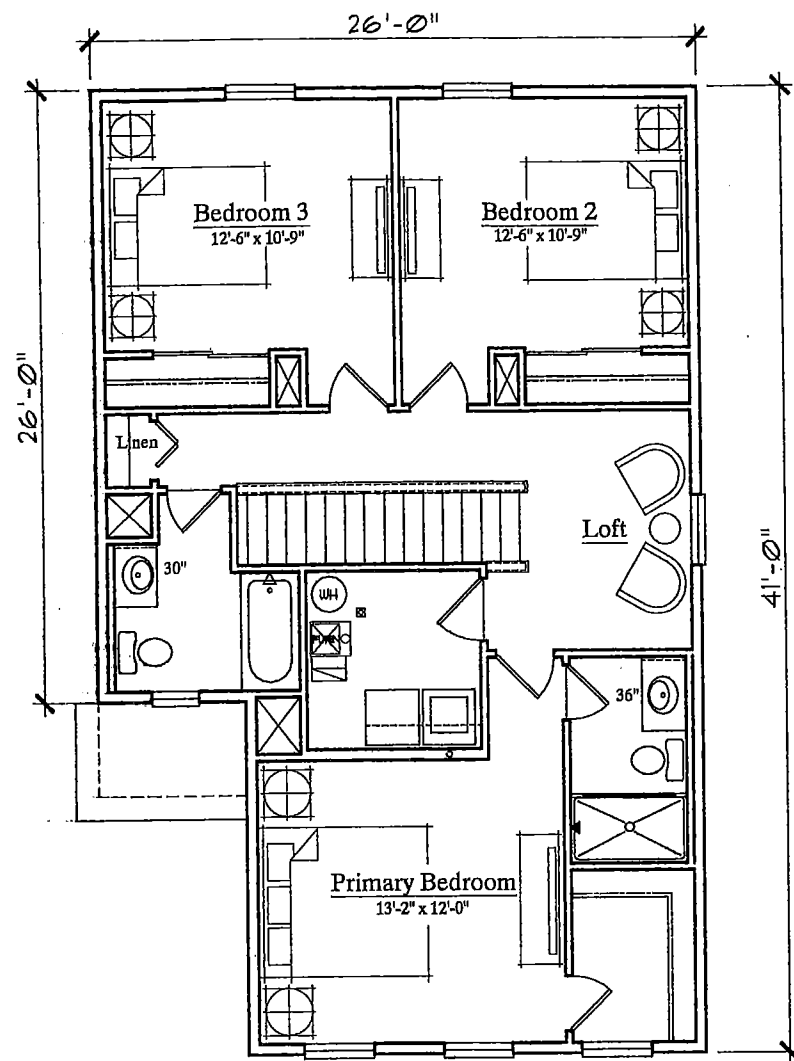 26'-0"
Bedroom 3
12'-6" x 10'-9"
Bedroom 2
12'-6" x 10'-9"
26'-0"
Linen
Loft
41'-0"
30"
WH
36"
Primary Bedroom
13'-2" x 12'-0"